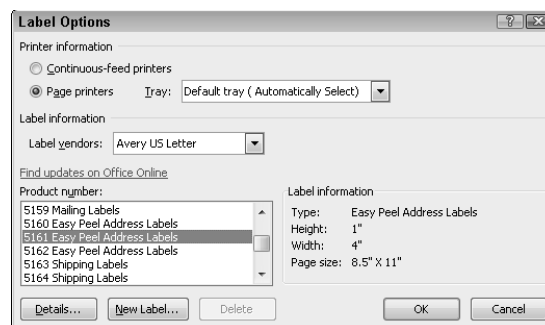 Label Options
Printer information
Continuous-feed printers
Page printers Tray: Default tray ( Automatically Select)
Label information
Label vendors: Avery US Letter
Find updates on Office Online
Product number:
5159 Mailing Labels
5160 Easy Peel Address Labels
5161 Easy Peel Address Labels
5162 Easy Peel Address Labels
5163 Shipping Labels
5164 Shipping Labels
Label information
Type: Easy Peel Address Labels
Height: 1"
Width: 4"
Page size: 8.5" X 11"
Details... New Label... Delete OK Cancel